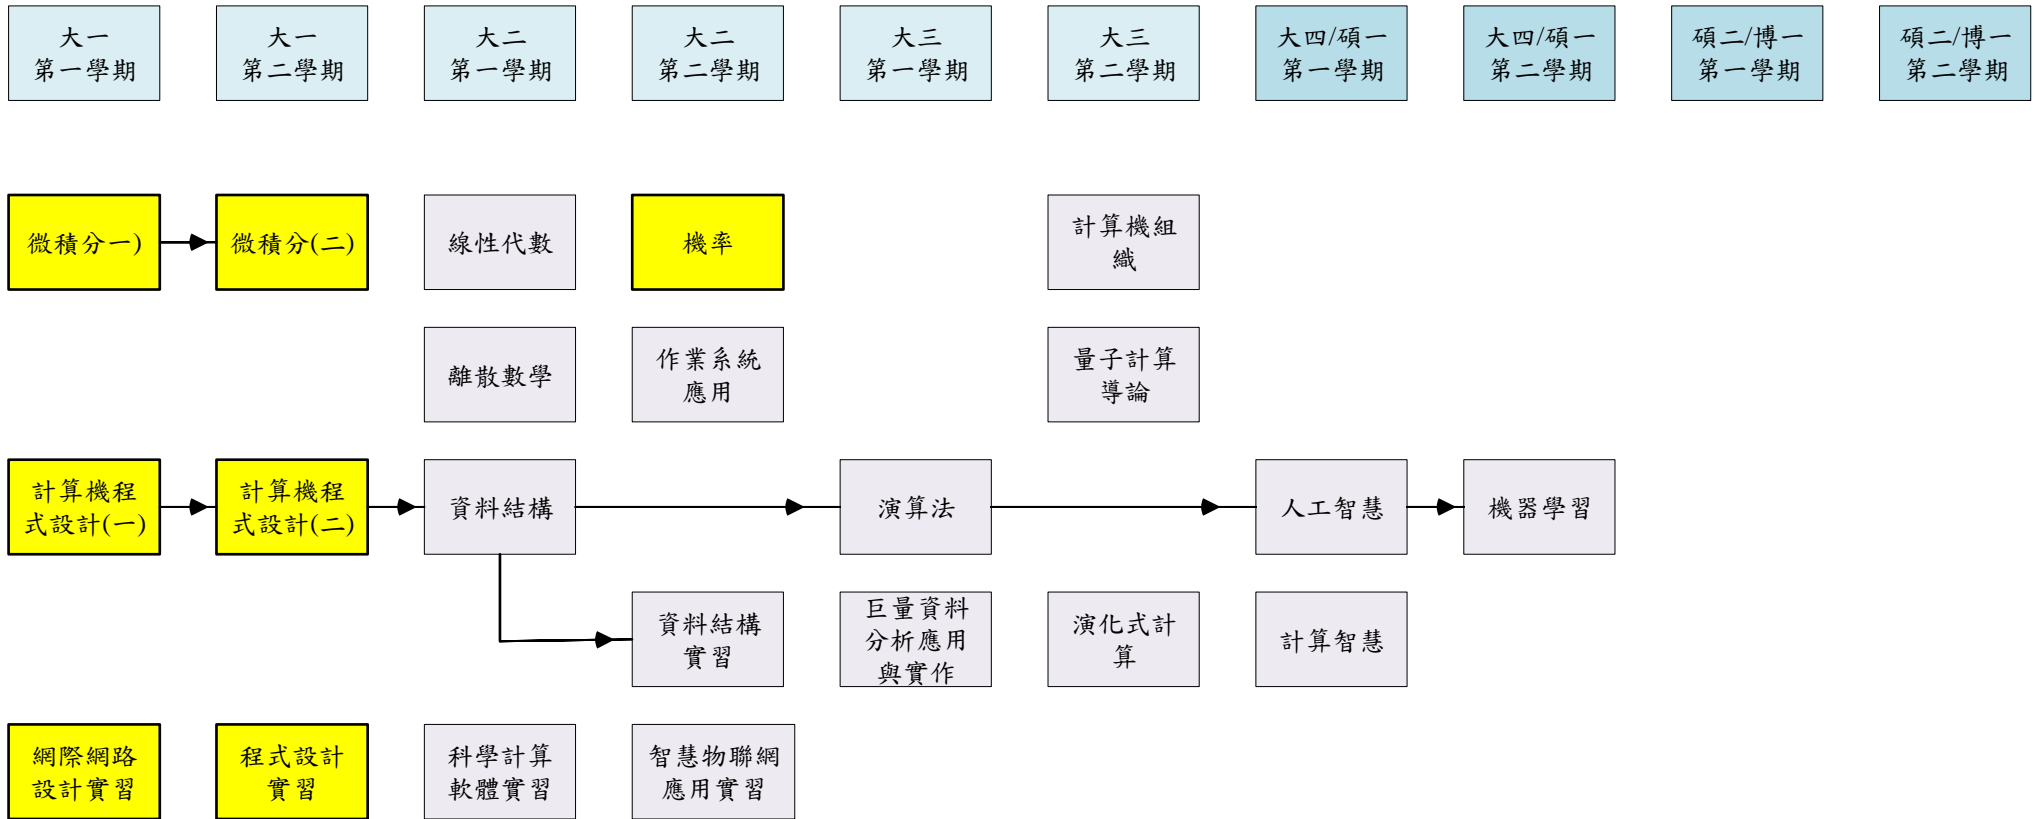 大一
第一學期
大一
第二學期
大二
第一學期
大二
第二學期
大三
第一學期
大三
第二學期
大四/碩一
第一學期
大四/碩一
第二學期
碩二/博一
第一學期
碩二/博一
第二學期
微積分一)
微積分(二)
線性代數
機率
計算機組
織
離散數學
作業系統
應用
量子計算
導論
計算機程
式設計(一)
計算機程
式設計(二)
資料結構
演算法
人工智慧
機器學習
資料結構
實習
巨量資料
分析應用
與實作
演化式計
算
計算智慧
網際網路
設計實習
程式設計
實習
科學計算
軟體實習
智慧物聯網
應用實習